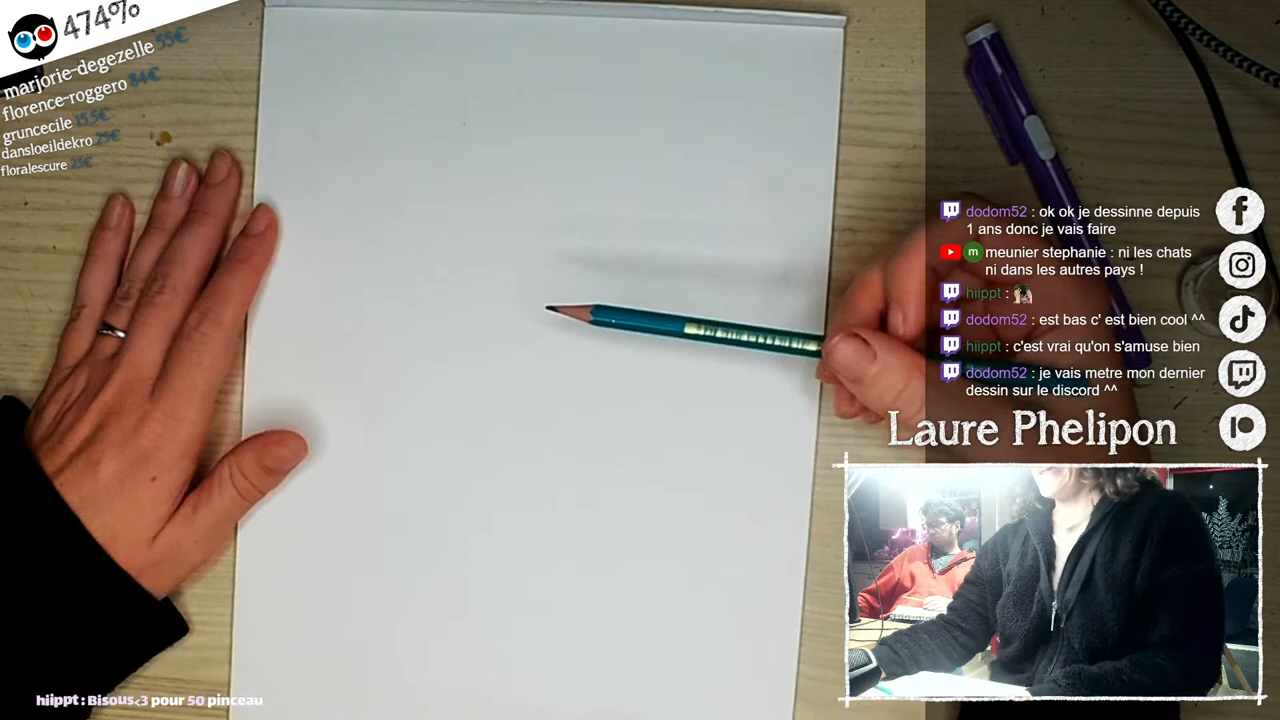 474%
marjorie-degezelle 55€
florence-roggero 84€
gruncecile 15.5€
dansloeildekro 25€
floralescure 25€
dodom52 : ok ok je dessinne depuis
1 ans donc je vais faire
m meunier stephanie : ni les chats
ni dans les autres pays !
hiippt :
dodom52 : est bas c' est bien cool ^^
hiippt : c'est vrai qu'on s'amuse bien
dodom52 : je vais metre mon dernier
dessin sur le discord ^^
Laure Phelipon
hiippt : Bisous<3 pour 50 pinceau